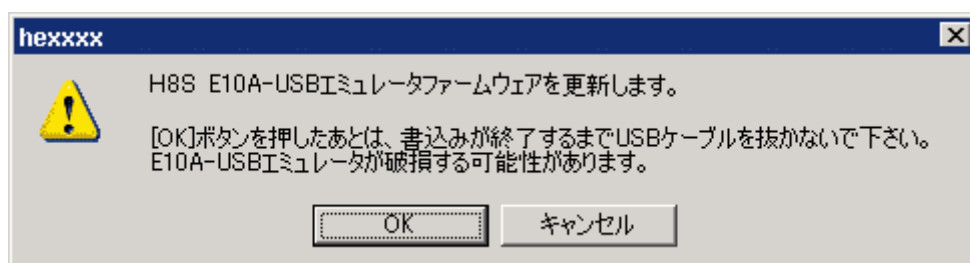 hexxxx
H8S E10A-USBエミュレータファームウェアを更新します。
[OK]ボタンを押したあとは、書込みが終了するまでUSBケーブルを抜かないで下さい。
E10A-USBエミュレータが破損する可能性があります。
OK
キャンセル